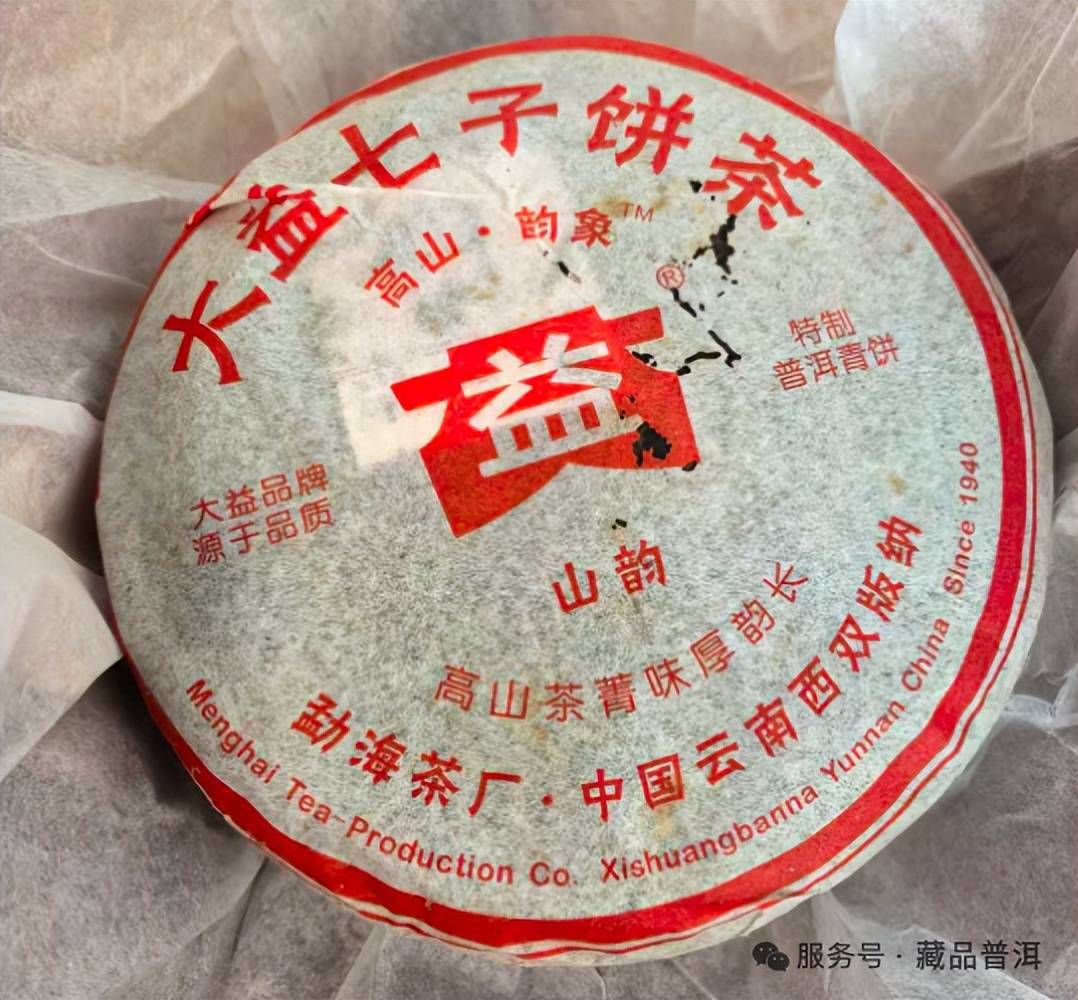 大益七子饼茶
高山·韵象™
®
益
特制
普洱菁饼
大益品牌
源于品质
山韵
高山茶菁味厚韵长
勐海茶厂·中国云南西双版纳
Menghai Tea-Production Co. Xishuangbanna Yunnan China Since 1940
服务号·藏品普洱